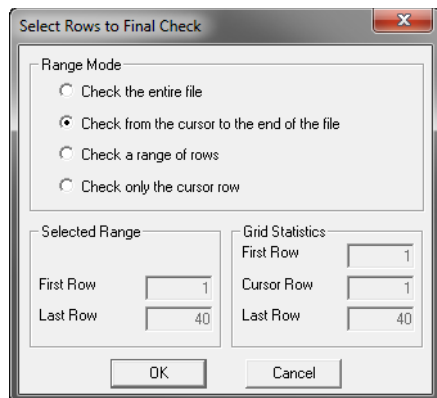 Select Rows to Final Check
Range Mode
Check the entire file
Check from the cursor to the end of the file
Check a range of rows
Check only the cursor row
Selected Range
First Row 1
Last Row 40
Grid Statistics
First Row 1
Cursor Row 1
Last Row 40
OK Cancel